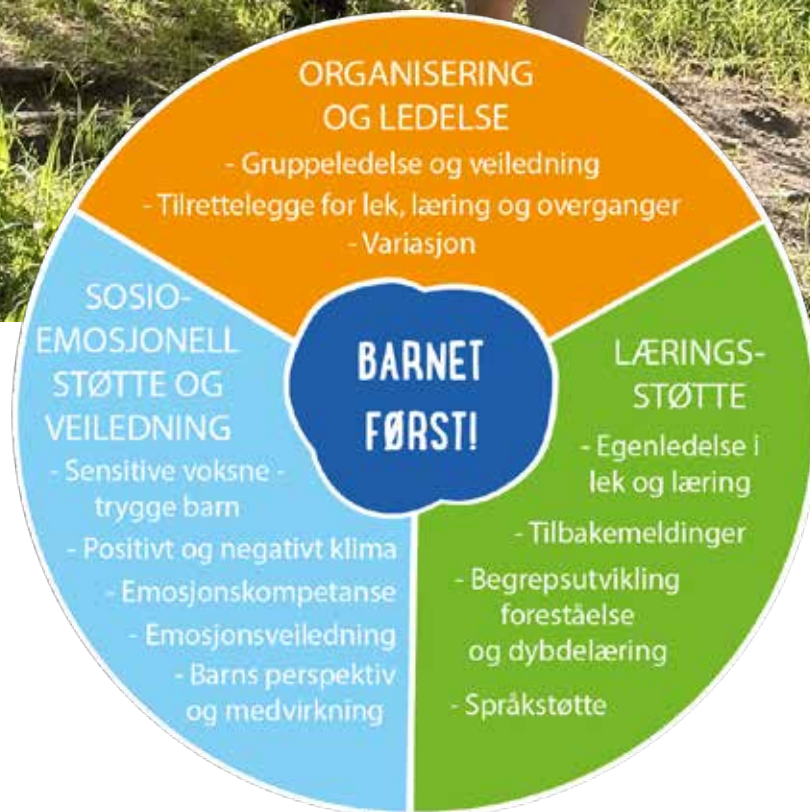 ORGANISERING
OG LEDELSE
- Gruppeledelse og veiledning
- Tilrettelegge for lek, læring og overganger
- Variasjon
SOSIO-
EMOSJONELL
STØTTE OG
VEILEDNING
- Sensitive voksne -
trygge barn
- Positivt og negativt klima
- Emosjonskompetanse
- Emosjonsveiledning
- Barns perspektiv
og medvirkning
BARNET
FØRST!
LÆRINGS-
STØTTE
- Egenledelse i
lek og læring
- Tilbakemeldinger
- Begrepsutvikling
foreståelse
og dybdelæring
- Språkstøtte